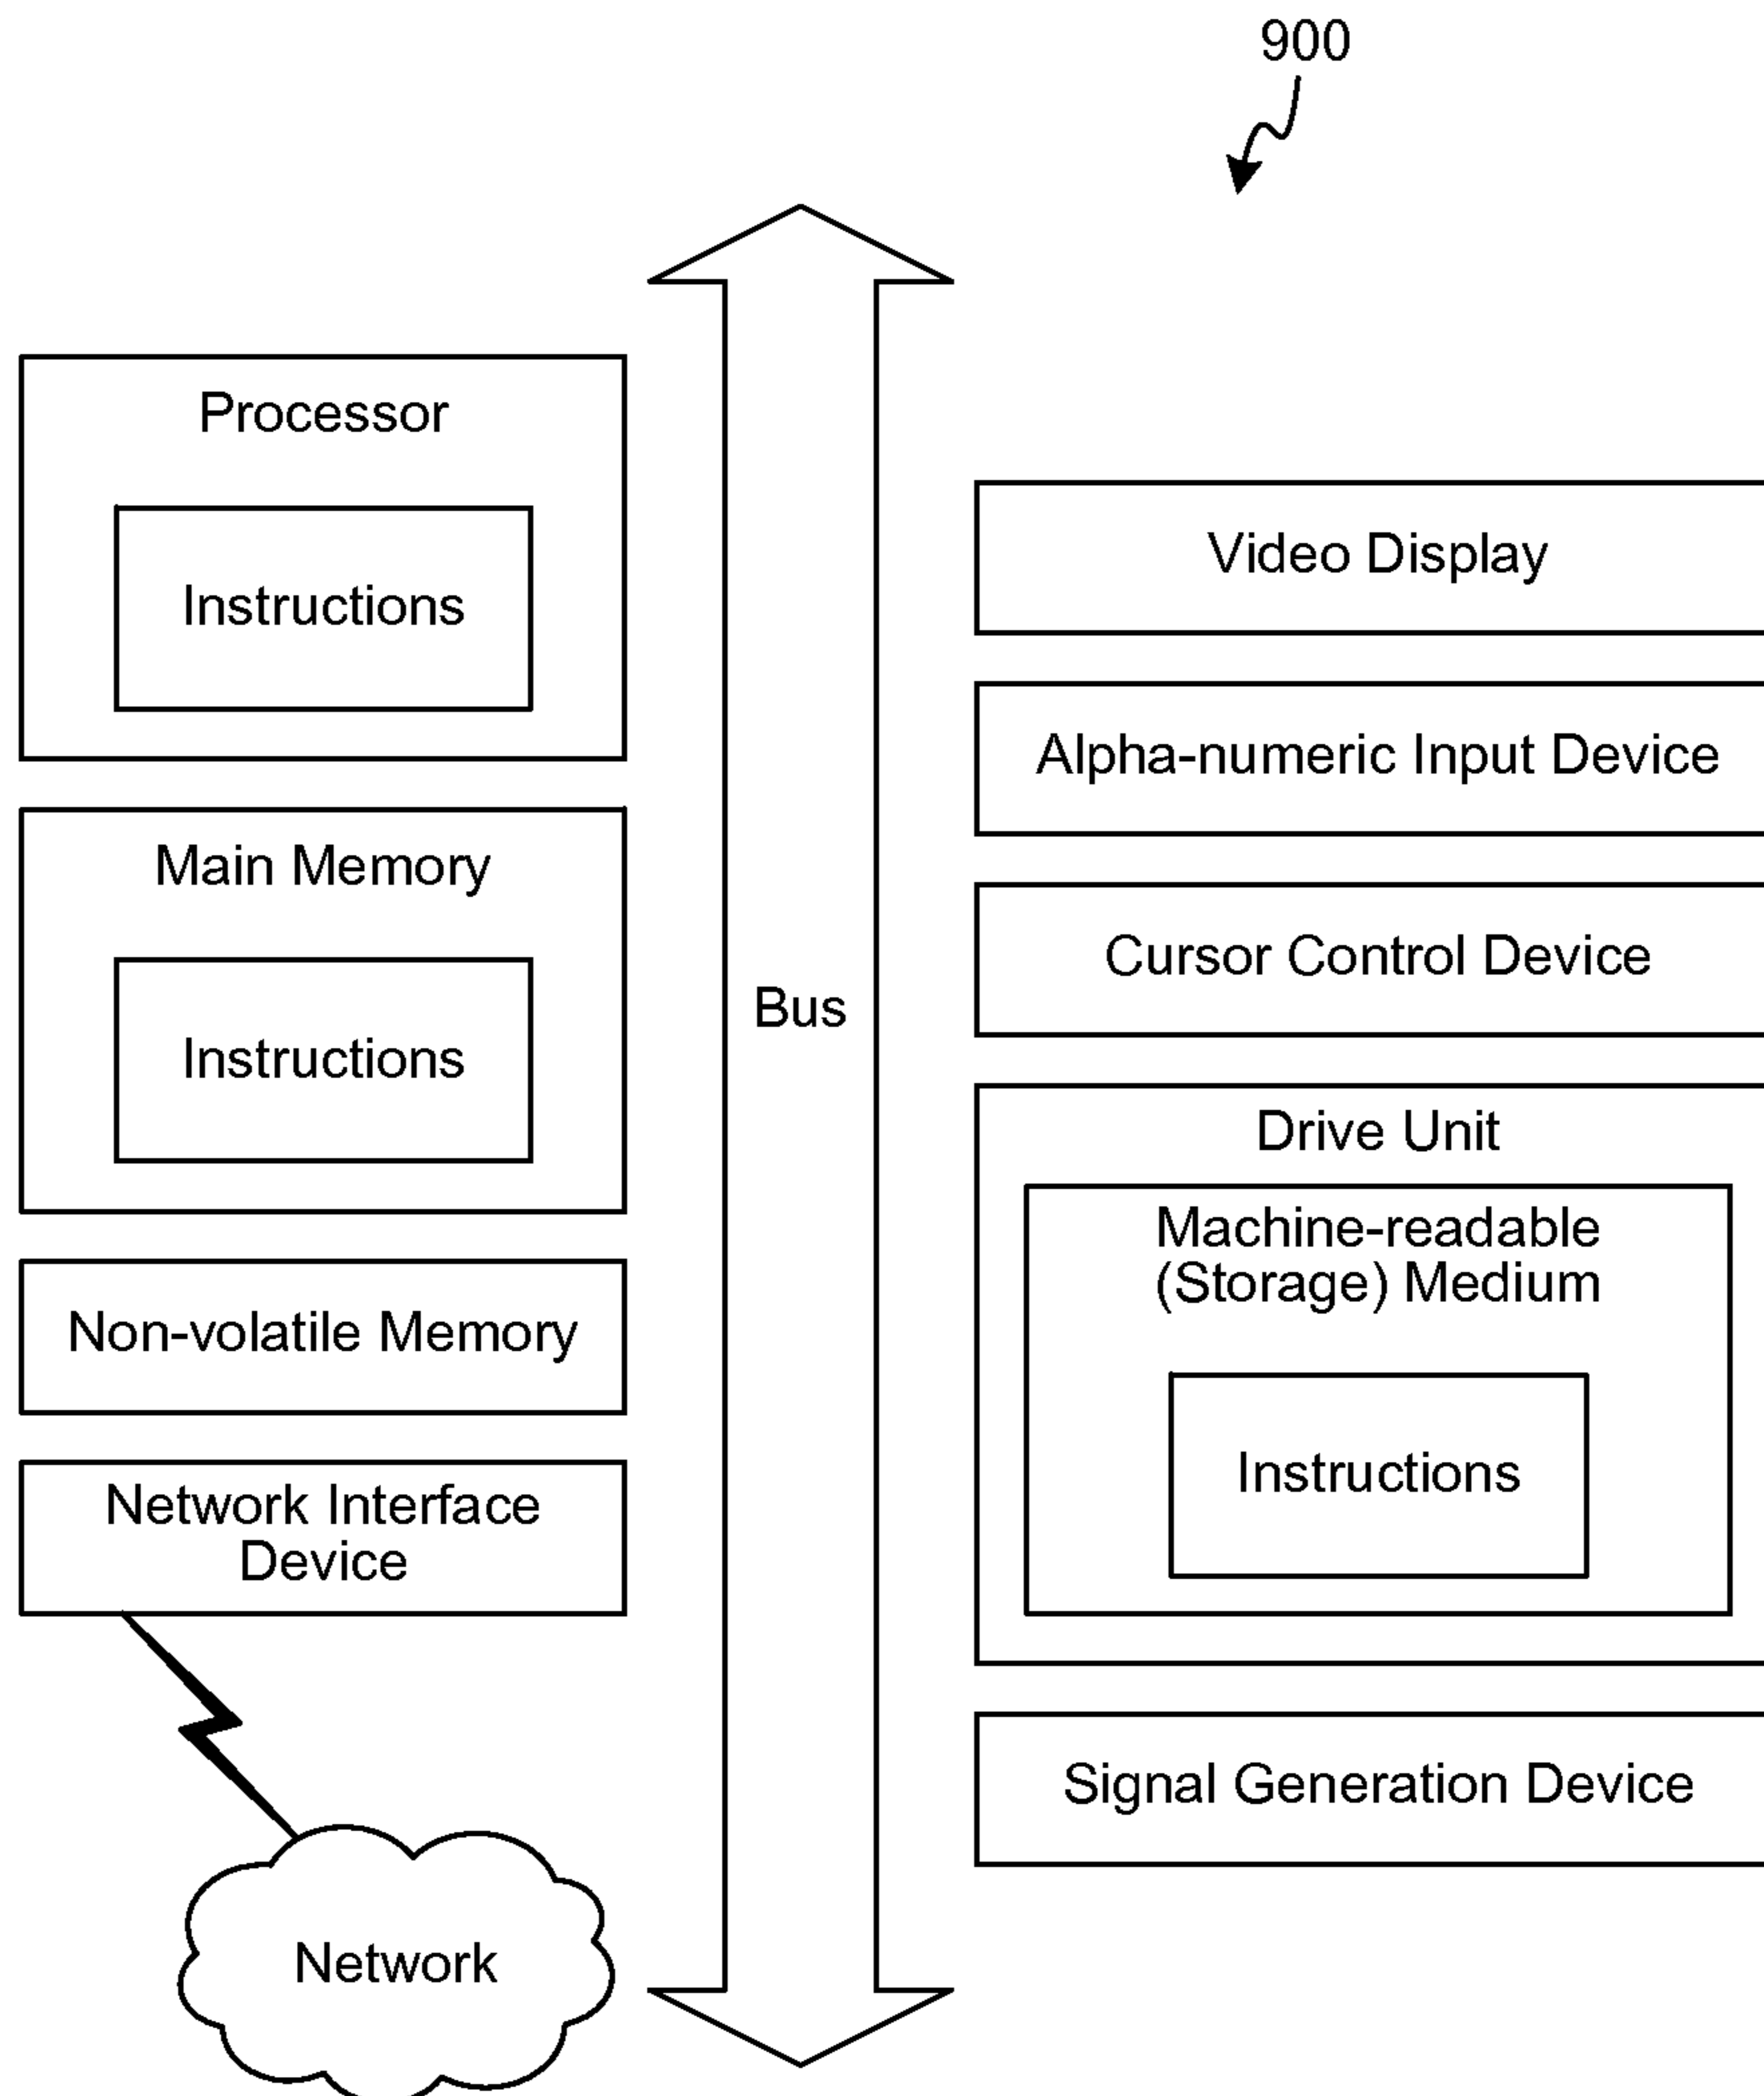 900
Processor
Instructions
Main Memory
Instructions
Non-volatile Memory
Network Interface
Device
Network
Bus
Video Display
Alpha-numeric Input Device
Cursor Control Device
Drive Unit
Machine-readable
(Storage) Medium
Instructions
Signal Generation Device